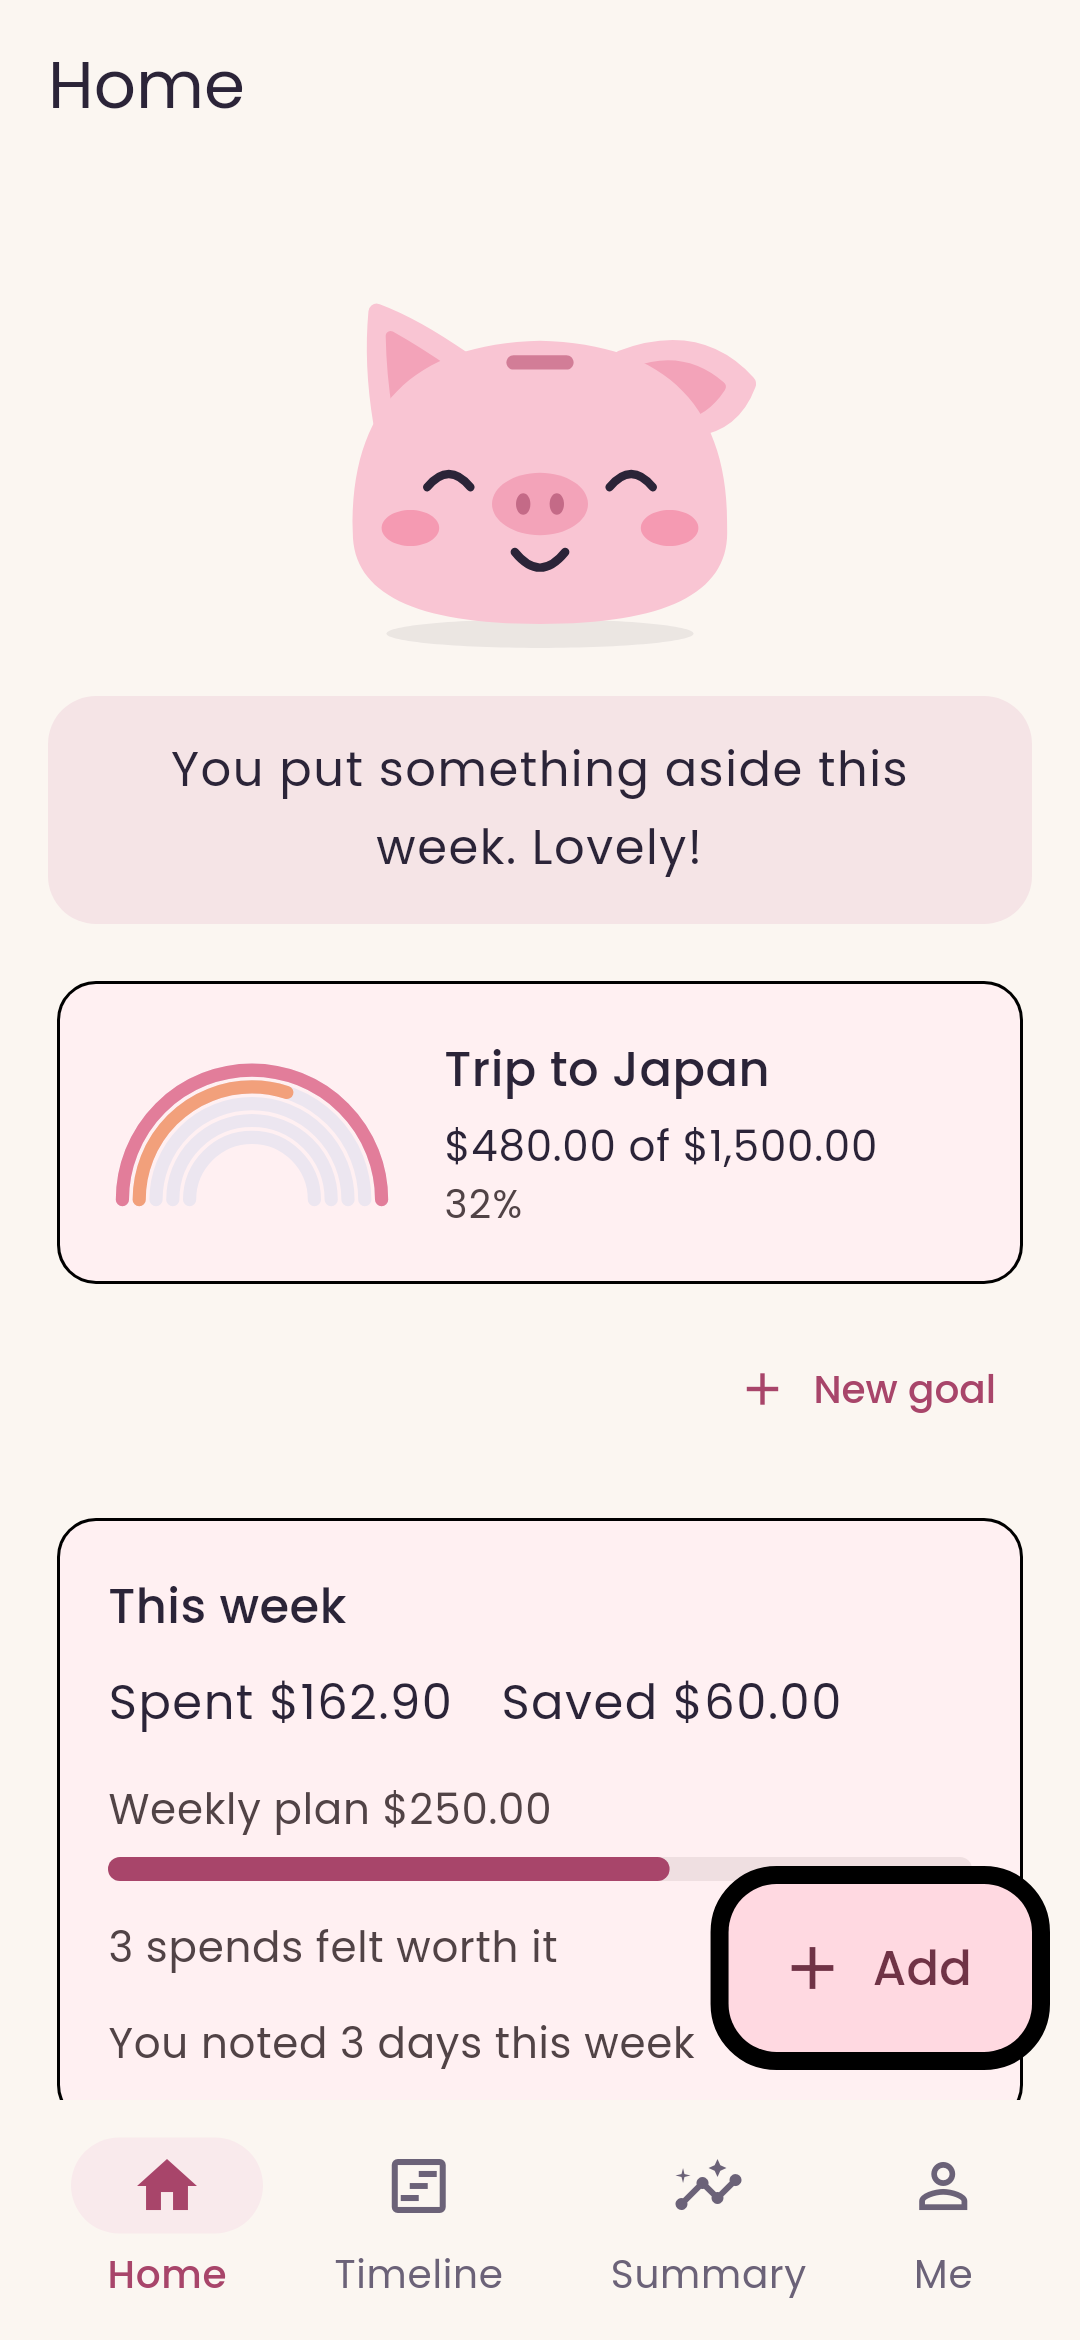 Home
You put something aside this
week. Lovely!
Trip to Japan
$480.00 of $1,500.00
32%
+ New goal
This week
Spent $162.90 Saved $60.00
Weekly plan $250.00
3 spends felt worth it
+ Add
You noted 3 days this week
Home Timeline Summary Me